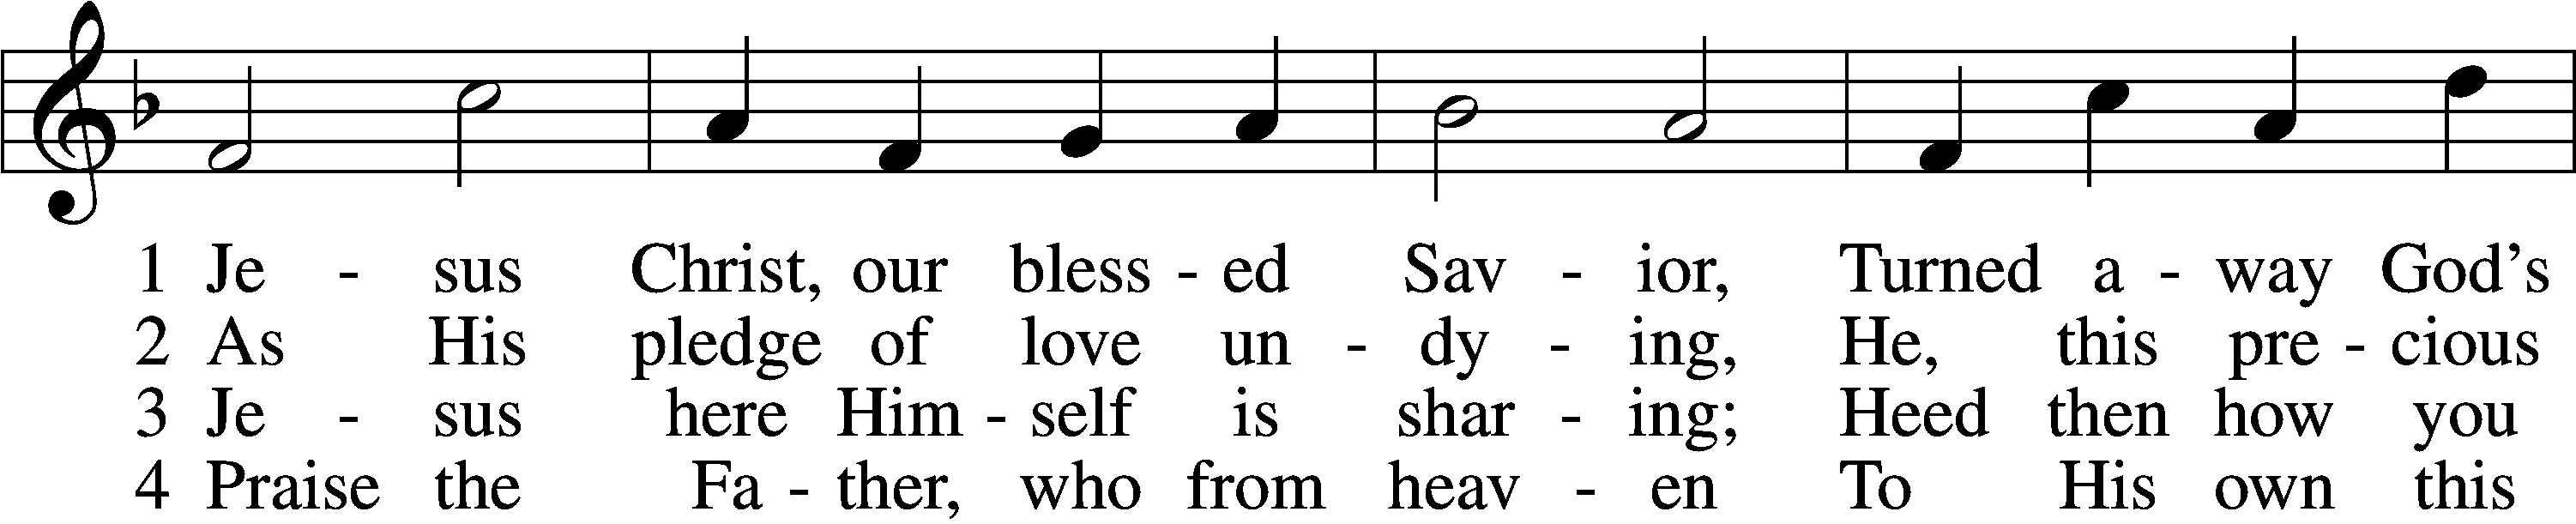 1 Je - sus Christ, our bless - ed Sav - ior, Turned a - way God's
2 As His pledge of love un - dy - ing, He, this pre - cious
3 Je - sus here Him - self is shar - ing; Heed then how you
4 Praise the Fa - ther, who from heav - en To His own this